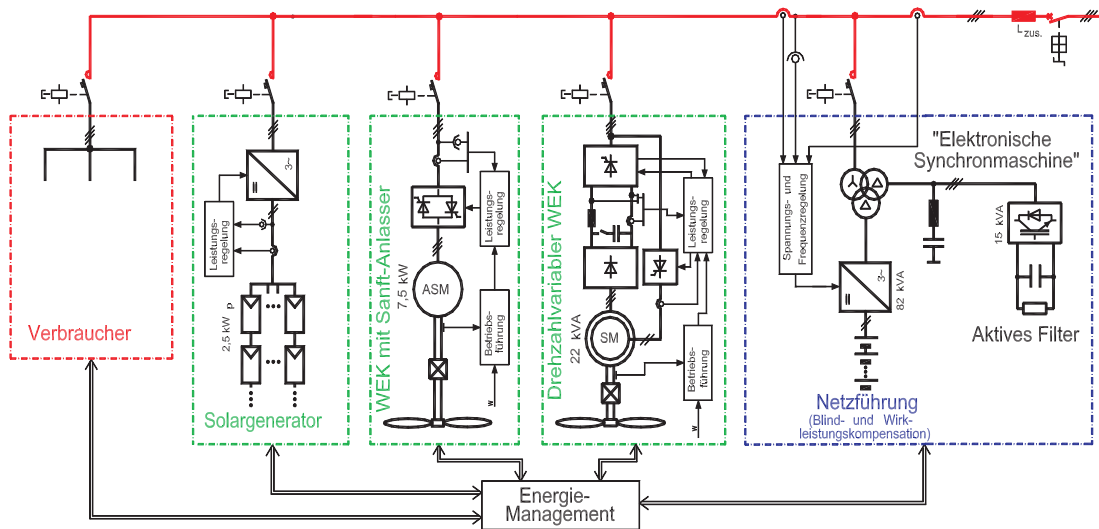 L zus.
Verbraucher
3~
=
Leistungs-
regelung
2,5 kW p
Solargenerator
WEK mit Sanft-Anlasser
7,5 kW
ASM
Leistungs-
regelung
Betriebs-
führung
w
Drehzahlvariabler WEK
22 kVA
SM
Leistungs-
regelung
Betriebs-
führung
w
Spannungs- und
Frequenzregelung
3~
=
82 kVA
"Elektronische
Synchronmaschine"
15 kVA
Aktives Filter
Netzführung
(Blind- und Wirk-
leistungskompensation)
Energie-
Management